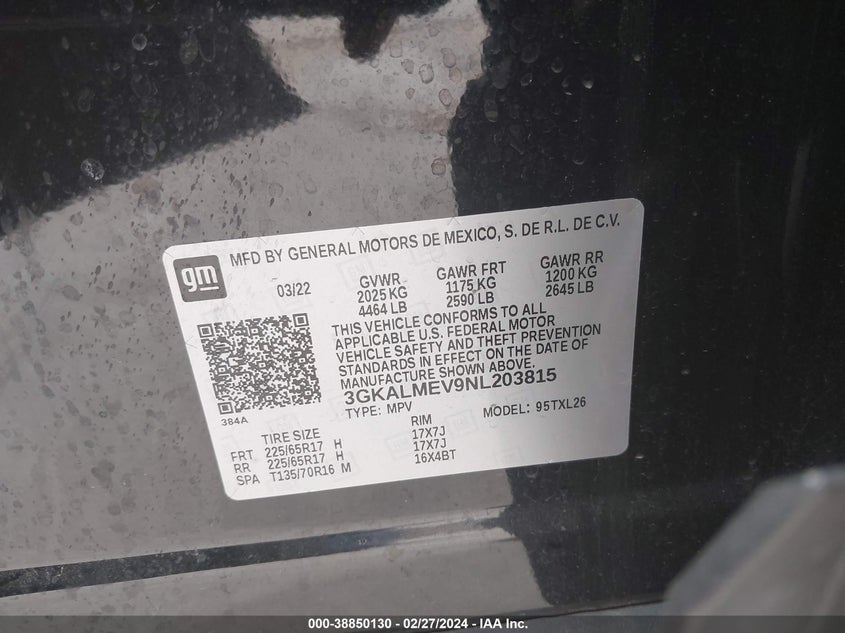 gm
MFD BY GENERAL MOTORS DE MEXICO, S. DE R.L. DE C.V.
03/22
GVWR GAWR FRT GAWR RR
2025 KG 1175 KG 1200 KG
4464 LB 2590 LB 2645 LB
THIS VEHICLE CONFORMS TO ALL
APPLICABLE U.S. FEDERAL MOTOR
VEHICLE SAFETY AND THEFT PREVENTION
STANDARDS IN EFFECT ON THE DATE OF
MANUFACTURE SHOWN ABOVE.
3GKALMEV9NL203815
384A
TYPE: MPV MODEL: 95TXL26
TIRE SIZE RIM
FRT 225/65R17 H 17X7J
RR 225/65R17 H 17X7J
SPA T135/70R16 M 16X4BT
000-38850130 - 02/27/2024 - IAA Inc.